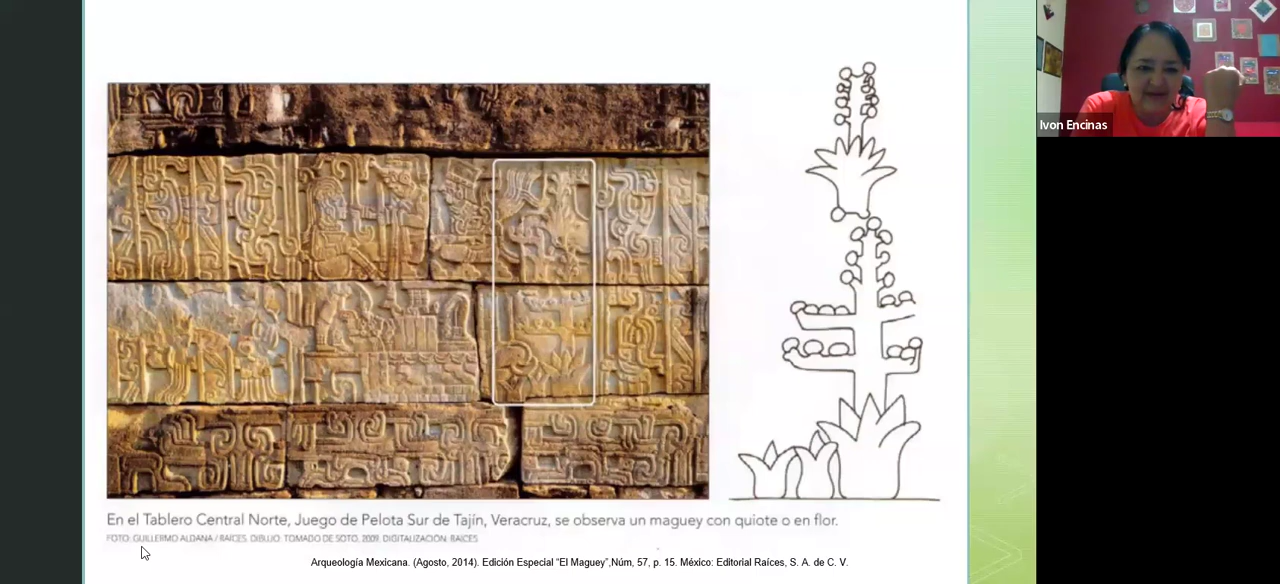 Ivon Encinas
En el Tablero Central Norte, Juego de Pelota Sur de Tajín, Veracruz, se observa un maguey con quiote o en flor.
FOTO: GUILLERMO ALDANA / RAÍCES. DIBUJO: TOMADO DE SOTO, 2009. DIGITALIZACIÓN: RAÍCES
Arqueología Mexicana. (Agosto, 2014). Edición Especial “El Maguey”,Núm, 57, p. 15. México: Editorial Raíces, S. A. de C. V.